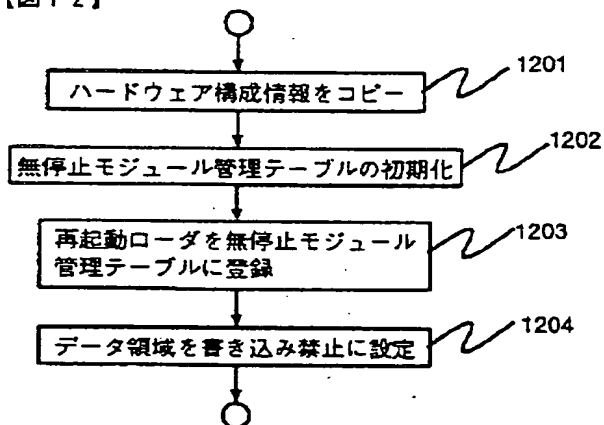 【図12】
ハードウェア構成情報をコピー
1201
無停止モジュール管理テーブルの初期化
1202
再起動ローダを無停止モジュール
管理テーブルに登録
1203
データ領域を書き込み禁止に設定
1204